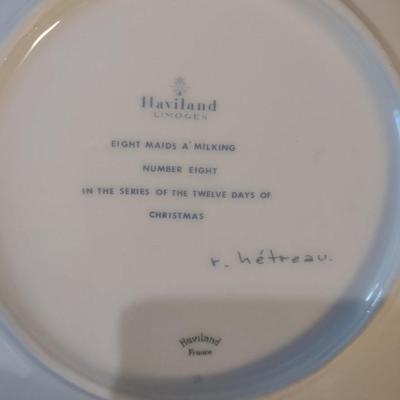 Haviland
LIMOGES
EIGHT MAIDS A' MILKING
NUMBER EIGHT
IN THE SERIES OF THE TWELVE DAYS OF
CHRISTMAS
r. hétreau.
Haviland
France